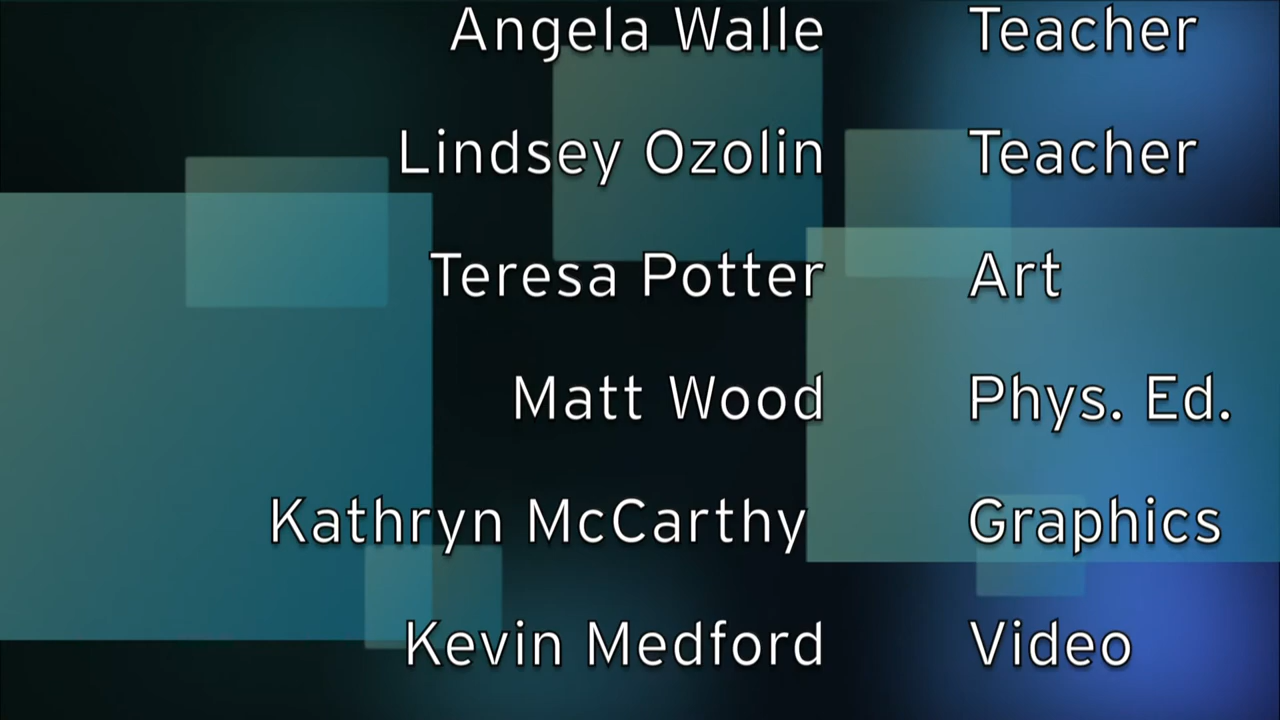 Angela Walle Teacher
Lindsey Ozolin Teacher
Teresa Potter Art
Matt Wood Phys. Ed.
Kathryn McCarthy Graphics
Kevin Medford Video